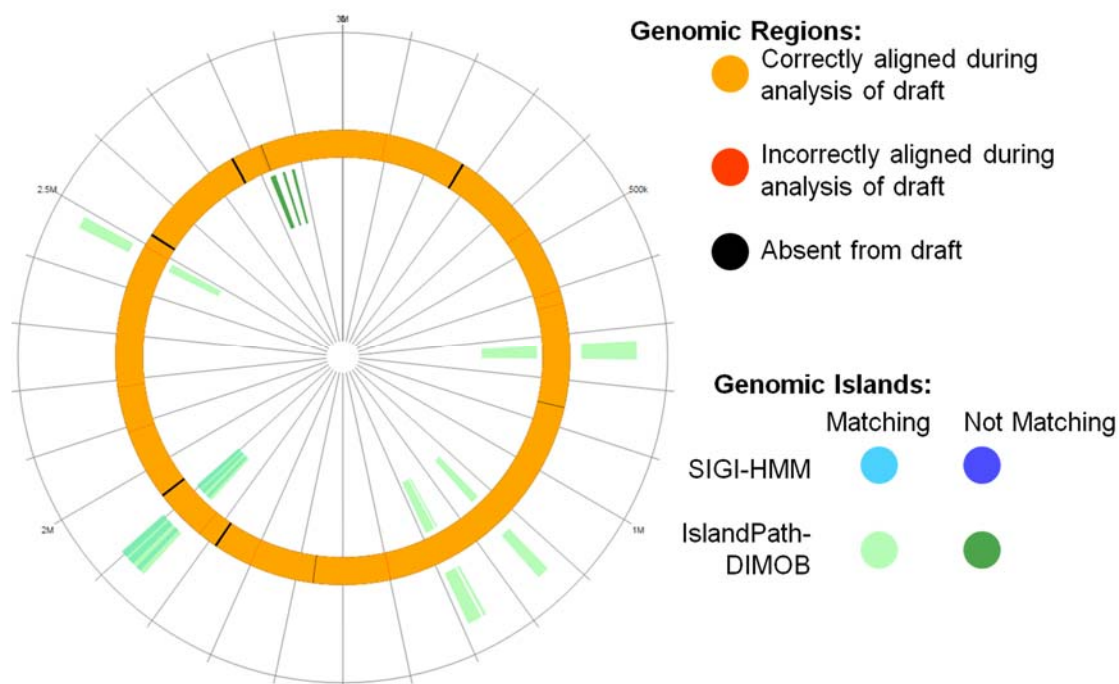 3M
500k
1M
2M
2.5M
Genomic Regions:
Correctly aligned during
analysis of draft
Incorrectly aligned during
analysis of draft
Absent from draft
Genomic Islands:
Matching Not Matching
SIGI-HMM
IslandPath-
DIMOB